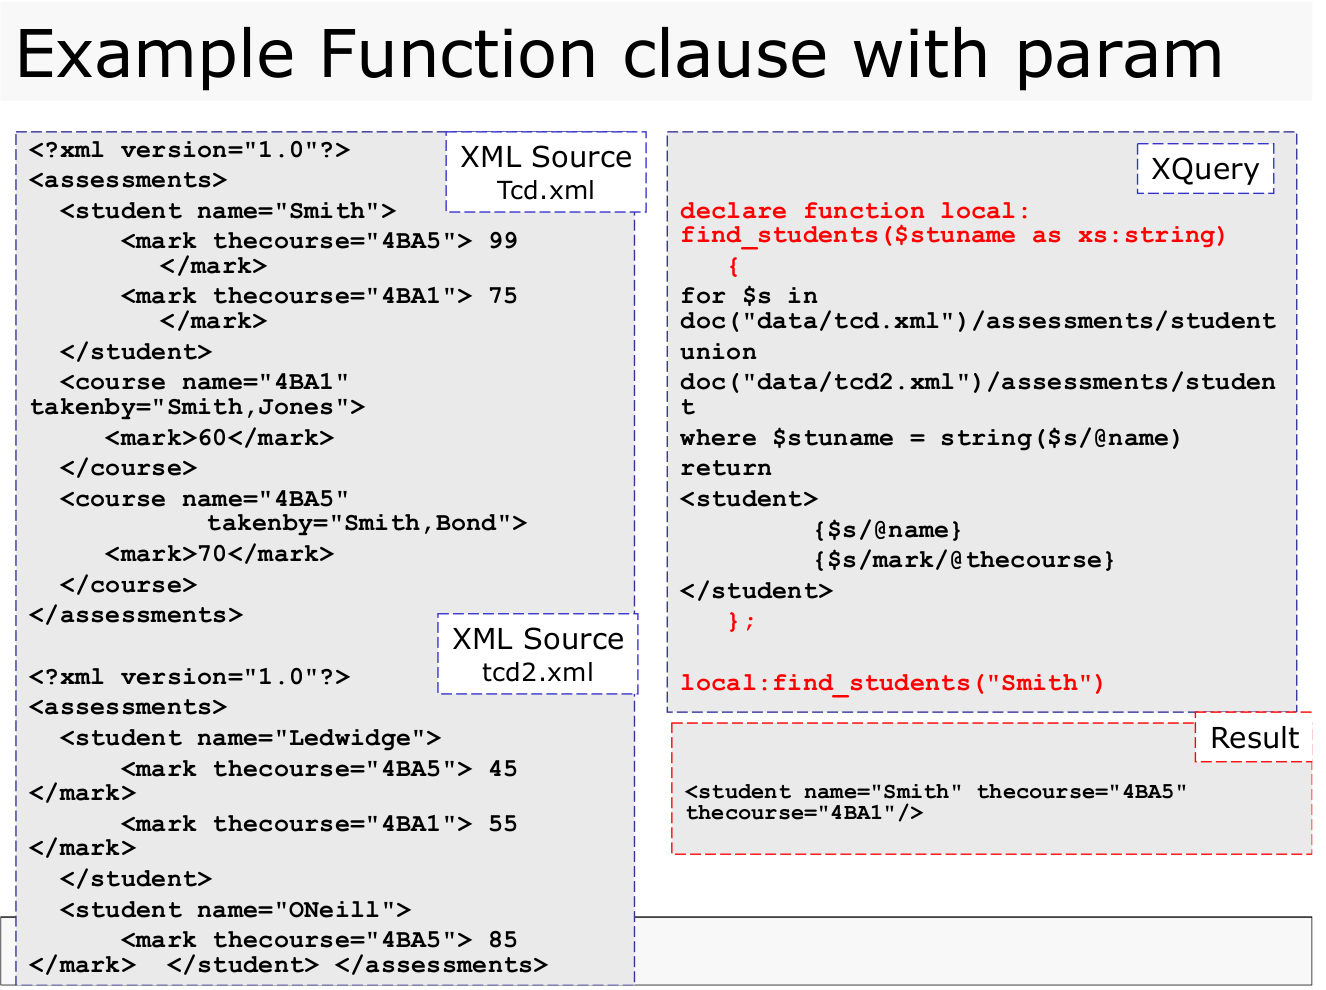 Example Function clause with param
XML Source
Tcd.xml
<?xml version="1.0"?>
<assessments>
<student name="Smith">
<mark thecourse="4BA5"> 99
</mark>
<mark thecourse="4BA1"> 75
</mark>
</student>
<course name="4BA1"
takenby="Smith,Jones">
<mark>60</mark>
</course>
<course name="4BA5"
takenby="Smith,Bond">
<mark>70</mark>
</course>
</assessments>
XML Source
tcd2.xml
<?xml version="1.0"?>
<assessments>
<student name="Ledwidge">
<mark thecourse="4BA5"> 45
</mark>
<mark thecourse="4BA1"> 55
</mark>
</student>
<student name="ONeill">
<mark thecourse="4BA5"> 85
</mark>  </student> </assessments>
XQuery
declare function local:
find_students($stuname as xs:string)
{
for $s in
doc("data/tcd.xml")/assessments/student
union
doc("data/tcd2.xml")/assessments/studen
t
where $stuname = string($s/@name)
return
<student>
{$s/@name}
{$s/mark/@thecourse}
</student>
};
local:find_students("Smith")
Result
<student name="Smith" thecourse="4BA5"
thecourse="4BA1"/>